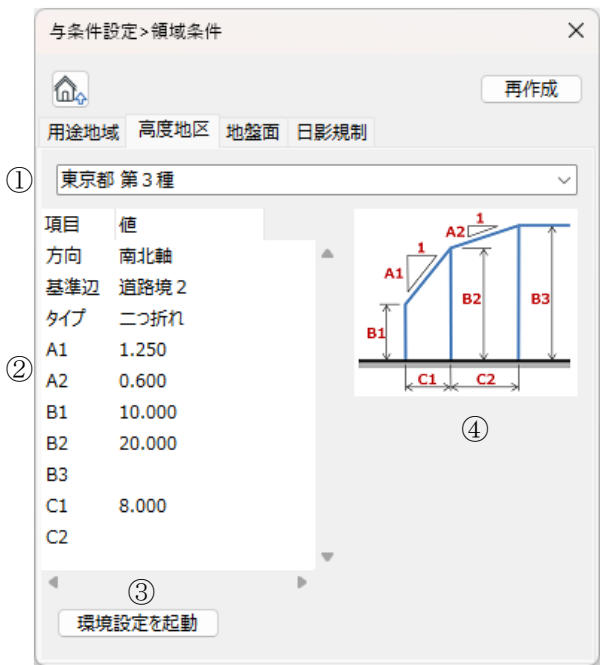 与条件設定>領域条件
再作成
用途地域 高度地区 地盤面 日影規制
① 東京都 第3種
項目 値
方向 南北軸
基準辺 道路境2
タイプ 二つ折れ
A1 1.250
② A2 0.600
B1 10.000
B2 20.000
B3
C1 8.000
C2
③
環境設定を起動
1
A2
1
A1
B2 B3
B1
C1 C2
④